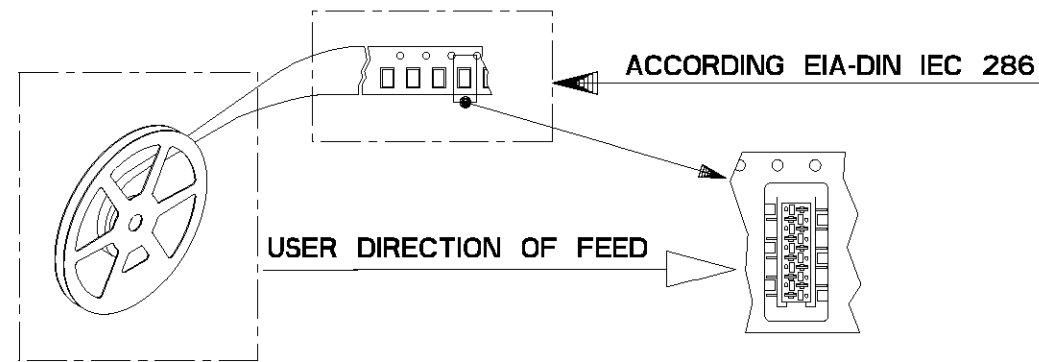 ACCORDING EIA-DIN IEC 286
USER DIRECTION OF FEED